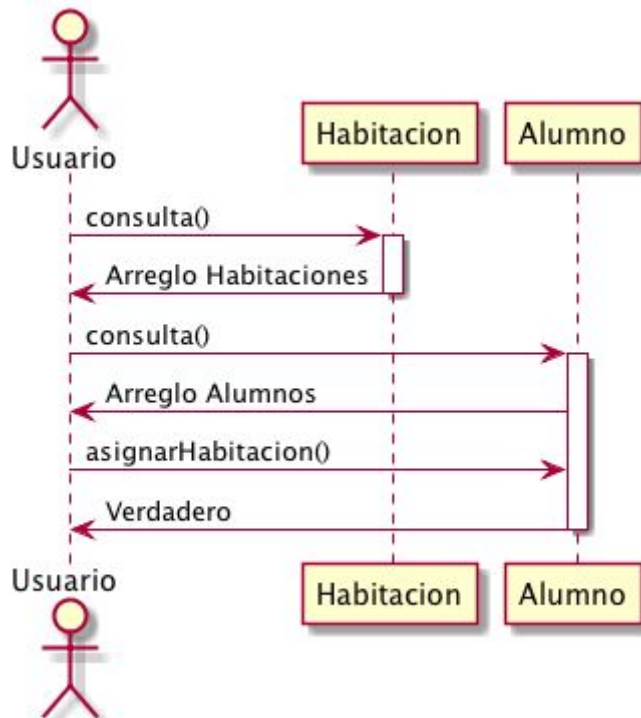 Usuario
Habitacion
Alumno
consulta()
Arreglo Habitaciones
consulta()
Arreglo Alumnos
asignarHabitacion()
Verdadero
Usuario
Habitacion
Alumno